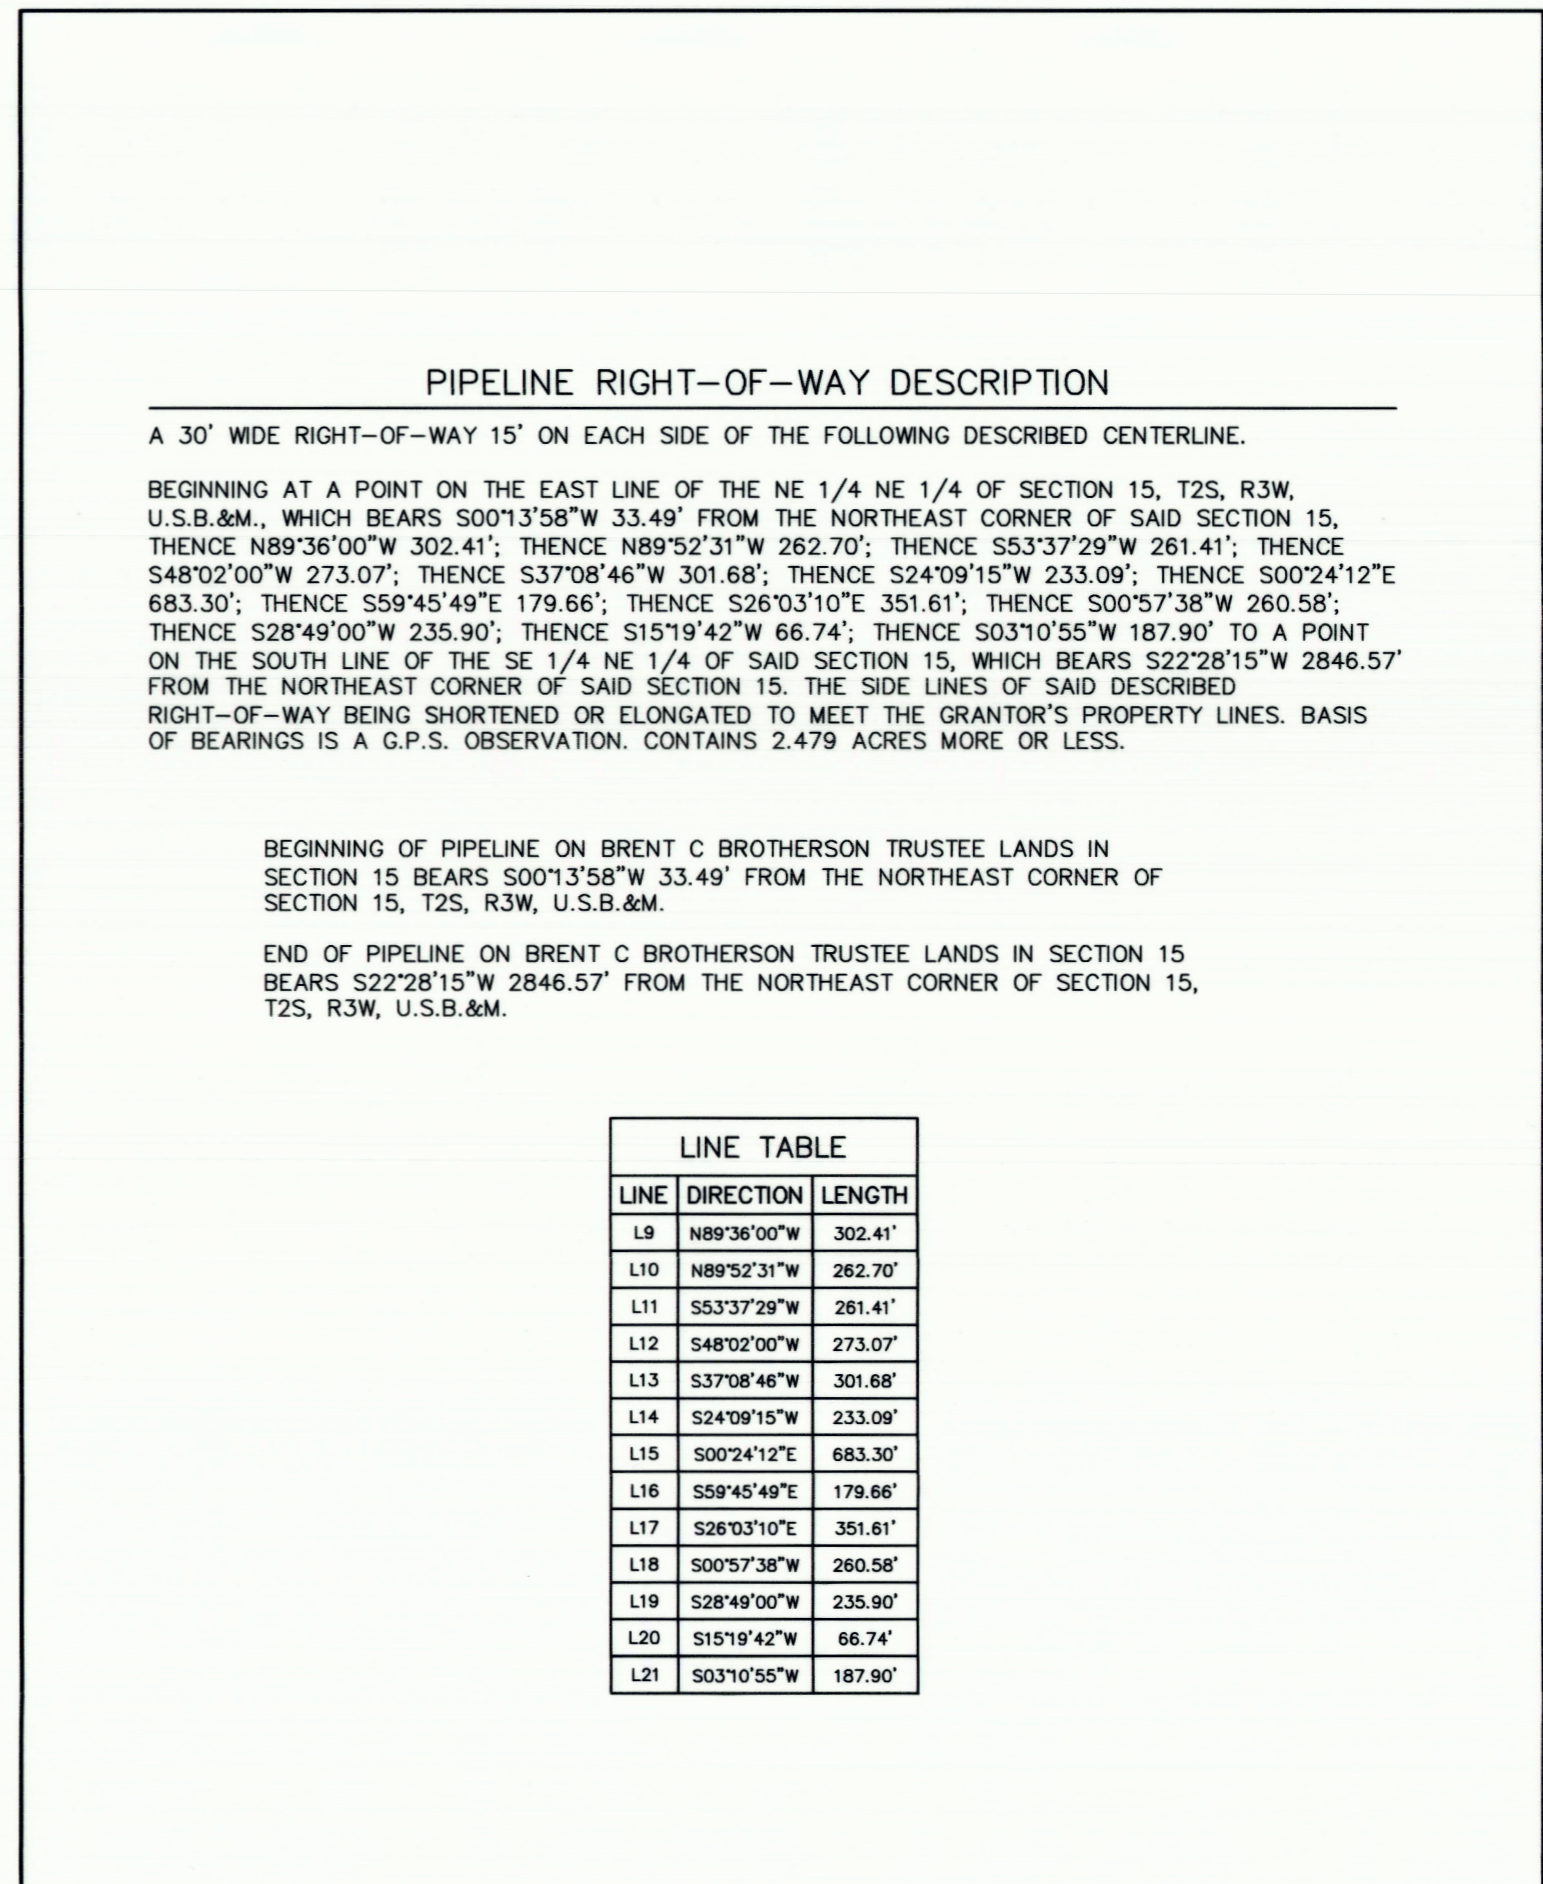 PIPELINE RIGHT-OF-WAY DESCRIPTION
A 30' WIDE RIGHT-OF-WAY 15' ON EACH SIDE OF THE FOLLOWING DESCRIBED CENTERLINE.
BEGINNING AT A POINT ON THE EAST LINE OF THE NE 1/4 NE 1/4 OF SECTION 15, T2S, R3W,
U.S.B.&M., WHICH BEARS S00°13'58"W 33.49' FROM THE NORTHEAST CORNER OF SAID SECTION 15,
THENCE N89°36'00"W 302.41'; THENCE N89°52'31"W 262.70'; THENCE S53°37'29"W 261.41'; THENCE
S48°02'00"W 273.07'; THENCE S37°08'46"W 301.68'; THENCE S24°09'15"W 233.09'; THENCE S00°24'12"E
683.30'; THENCE S59°45'49"E 179.66'; THENCE S26°03'10"E 351.61'; THENCE S00°57'38"W 260.58';
THENCE S28°49'00"W 235.90'; THENCE S15°19'42"W 66.74'; THENCE S03°10'55"W 187.90' TO A POINT
ON THE SOUTH LINE OF THE SE 1/4 NE 1/4 OF SAID SECTION 15, WHICH BEARS S22°28'15"W 2846.57'
FROM THE NORTHEAST CORNER OF SAID SECTION 15. THE SIDE LINES OF SAID DESCRIBED
RIGHT-OF-WAY BEING SHORTENED OR ELONGATED TO MEET THE GRANTOR'S PROPERTY LINES. BASIS
OF BEARINGS IS A G.P.S. OBSERVATION. CONTAINS 2.479 ACRES MORE OR LESS.
BEGINNING OF PIPELINE ON BRENT C BROTHERSON TRUSTEE LANDS IN
SECTION 15 BEARS S00°13'58"W 33.49' FROM THE NORTHEAST CORNER OF
SECTION 15, T2S, R3W, U.S.B.&M.
END OF PIPELINE ON BRENT C BROTHERSON TRUSTEE LANDS IN SECTION 15
BEARS S22°28'15"W 2846.57' FROM THE NORTHEAST CORNER OF SECTION 15,
T2S, R3W, U.S.B.&M.
LINE TABLE
LINE DIRECTION LENGTH
L9 N89°36'00"W 302.41'
L10 N89°52'31"W 262.70'
L11 S53°37'29"W 261.41'
L12 S48°02'00"W 273.07'
L13 S37°08'46"W 301.68'
L14 S24°09'15"W 233.09'
L15 S00°24'12"E 683.30'
L16 S59°45'49"E 179.66'
L17 S26°03'10"E 351.61'
L18 S00°57'38"W 260.58'
L19 S28°49'00"W 235.90'
L20 S15°19'42"W 66.74'
L21 S03°10'55"W 187.90'